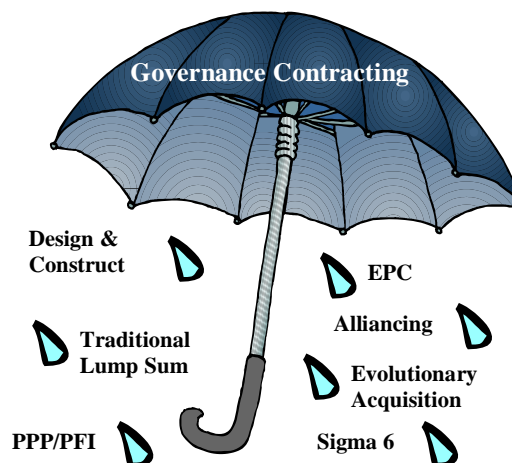 Governance Contracting
Design &
Construct
EPC
Alliancing
Traditional
Lump Sum
Evolutionary
Acquisition
PPP/PFI
Sigma 6